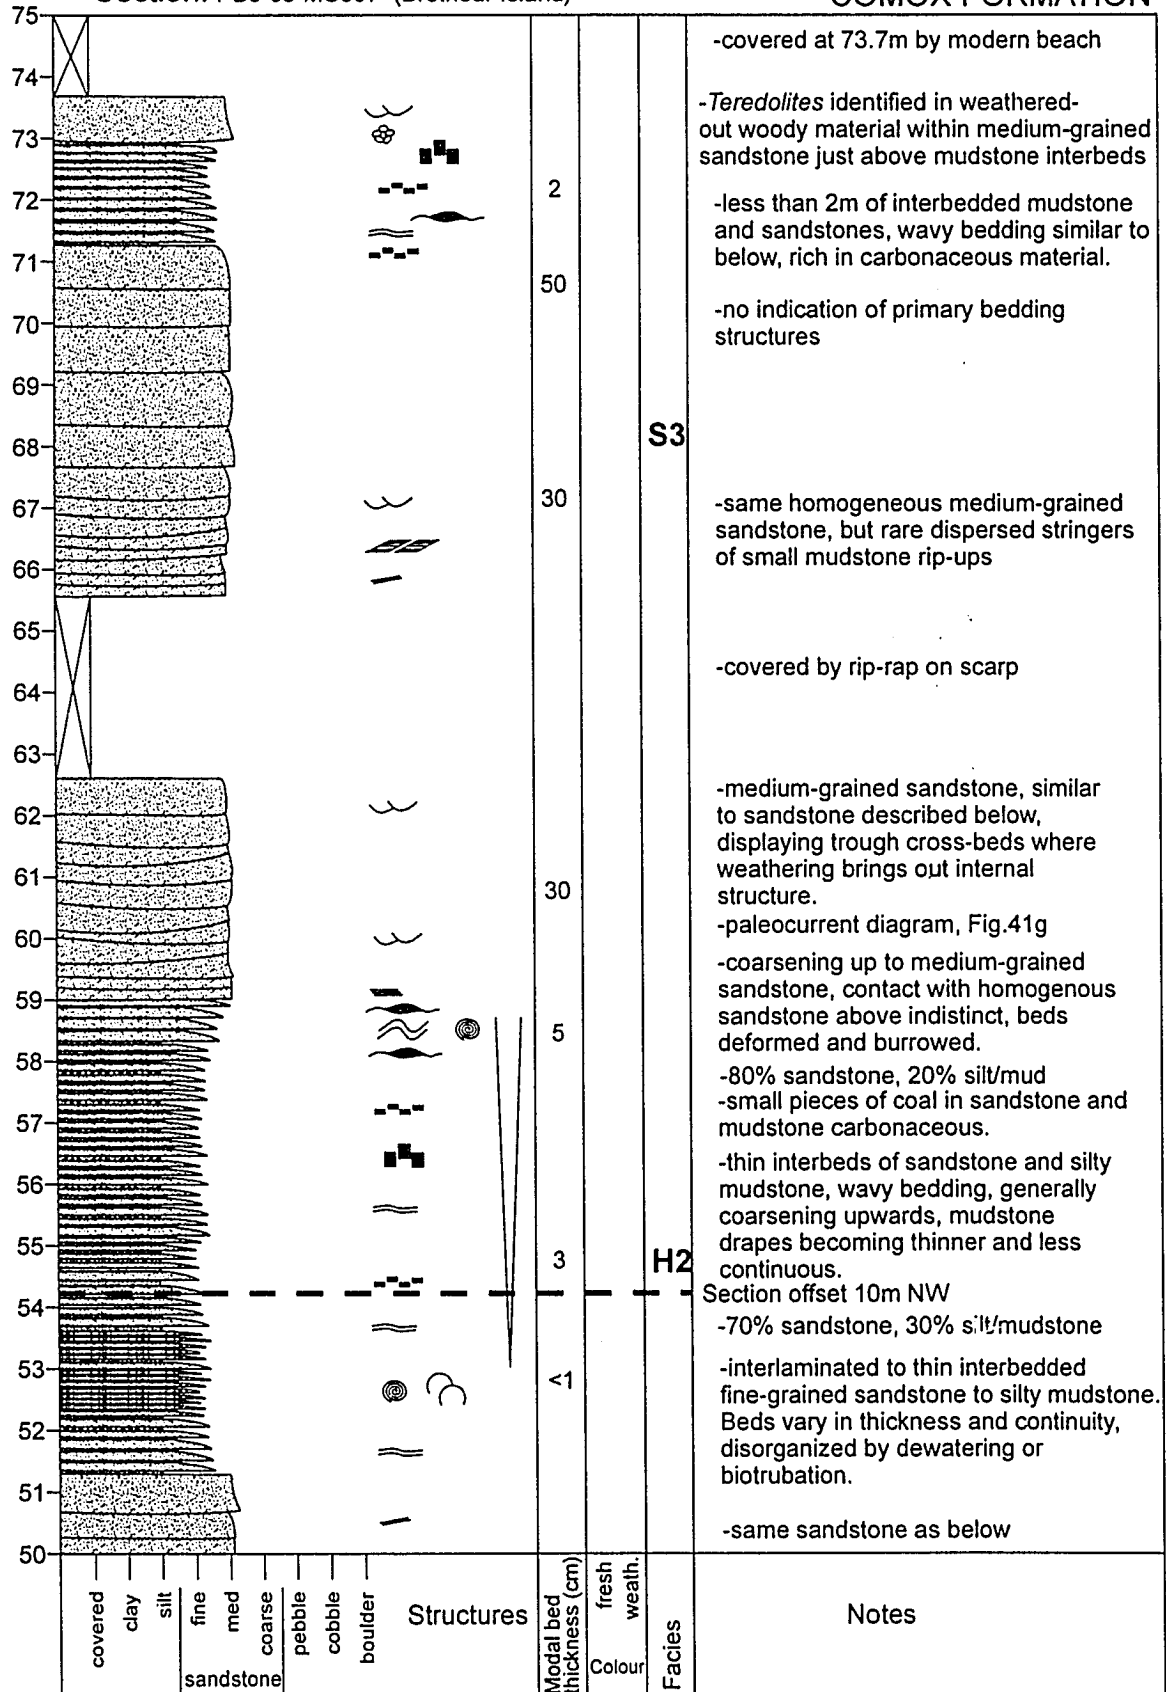 COMOX FORMATION
75
-covered at 73.7m by modern beach
74
-Teredolites identified in weathered-
out woody material within medium-grained
sandstone just above mudstone interbeds
73
72
2
-less than 2m of interbedded mudstone
and sandstones, wavy bedding similar to
below, rich in carbonaceous material.
71
50
70
-no indication of primary bedding
structures
69
68
S3
67
30
-same homogeneous medium-grained
sandstone, but rare dispersed stringers
of small mudstone rip-ups
66
65
-covered by rip-rap on scarp
64
63
62
-medium-grained sandstone, similar
to sandstone described below,
displaying trough cross-beds where
weathering brings out internal
structure.
61
30
60
-paleocurrent diagram, Fig.41g
-coarsening up to medium-grained
sandstone, contact with homogenous
sandstone above indistinct, beds
deformed and burrowed.
59
5
58
-80% sandstone, 20% silt/mud
-small pieces of coal in sandstone and
mudstone carbonaceous.
57
56
-thin interbeds of sandstone and silty
mudstone, wavy bedding, generally
coarsening upwards, mudstone
drapes becoming thinner and less
continuous.
55
3
H2
Section offset 10m NW
54
-70% sandstone, 30% silt/mudstone
53
<1
-interlaminated to thin interbedded
fine-grained sandstone to silty mudstone.
Beds vary in thickness and continuity,
disorganized by dewatering or
biotrubation.
52
51
-same sandstone as below
50
covered
clay
silt
fine
med
coarse
pebble
cobble
boulder
sandstone
Structures
Modal bed
thickness (cm)
fresh
weath.
Colour
Facies
Notes